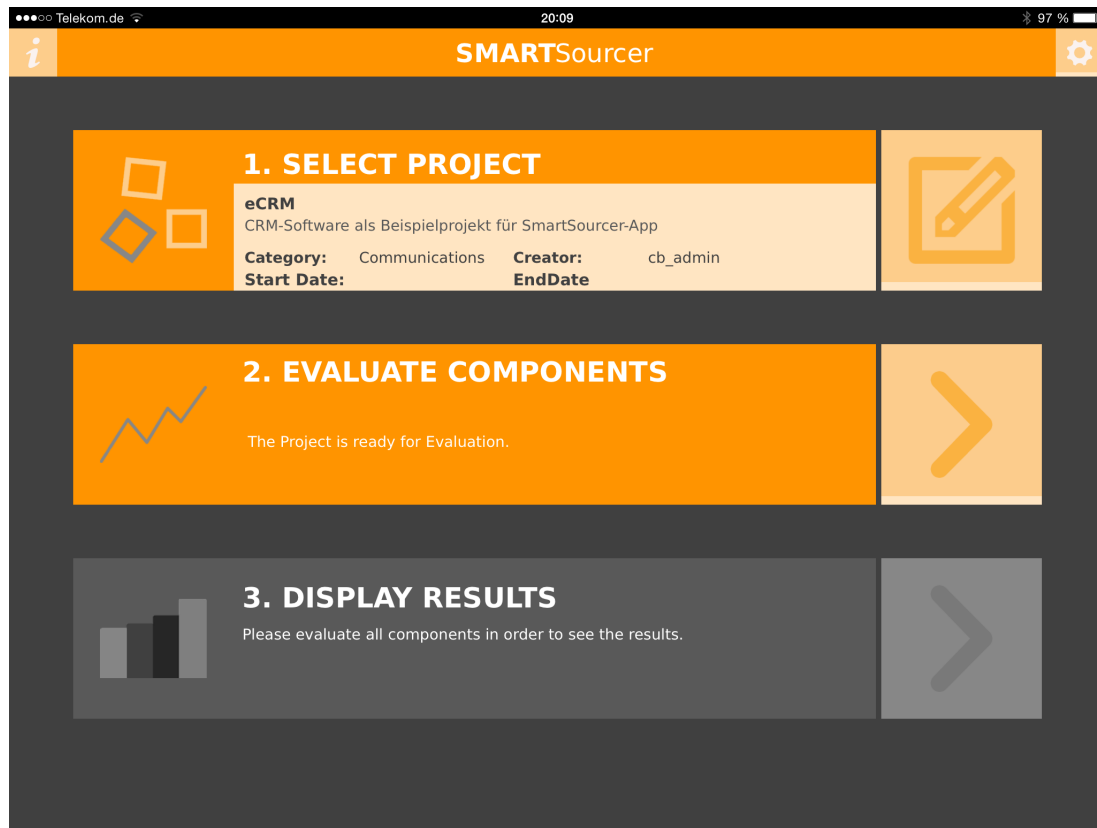 Telekom.de 20:09 97 %
i SMARTSourcer
1. SELECT PROJECT
eCRM
CRM-Software als Beispielprojekt für SmartSourcer-App
Category: Communications Creator: cb_admin
Start Date: EndDate
2. EVALUATE COMPONENTS
The Project is ready for Evaluation.
3. DISPLAY RESULTS
Please evaluate all components in order to see the results.